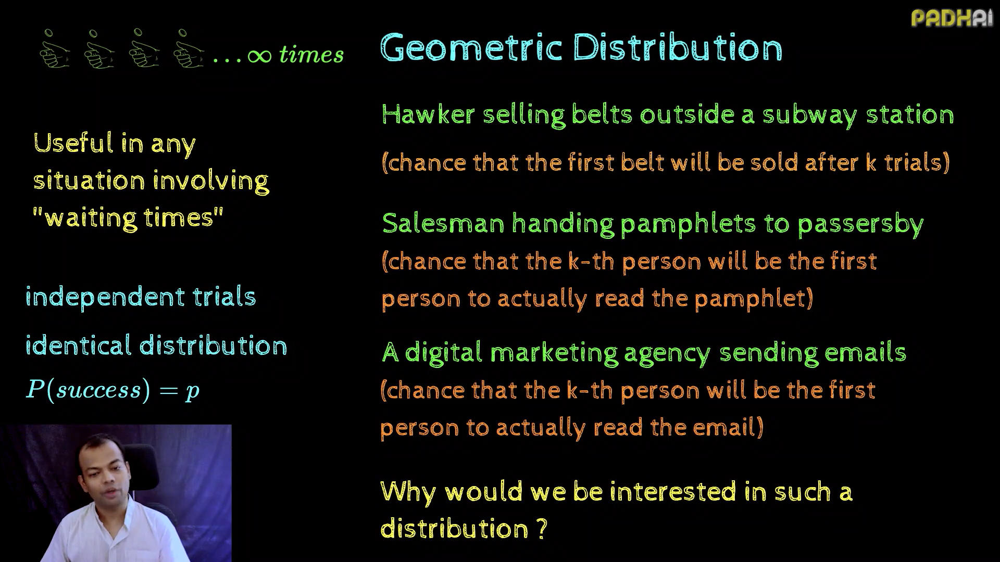 PADHAI
... ∞ times
Geometric Distribution
Useful in any
situation involving
"waiting times"
independent trials
identical distribution
P(success) = p
Hawker selling belts outside a subway station
(chance that the first belt will be sold after k trials)
Salesman handing pamphlets to passersby
(chance that the k-th person will be the first
person to actually read the pamphlet)
A digital marketing agency sending emails
(chance that the k-th person will be the first
person to actually read the email)
Why would we be interested in such a
distribution ?